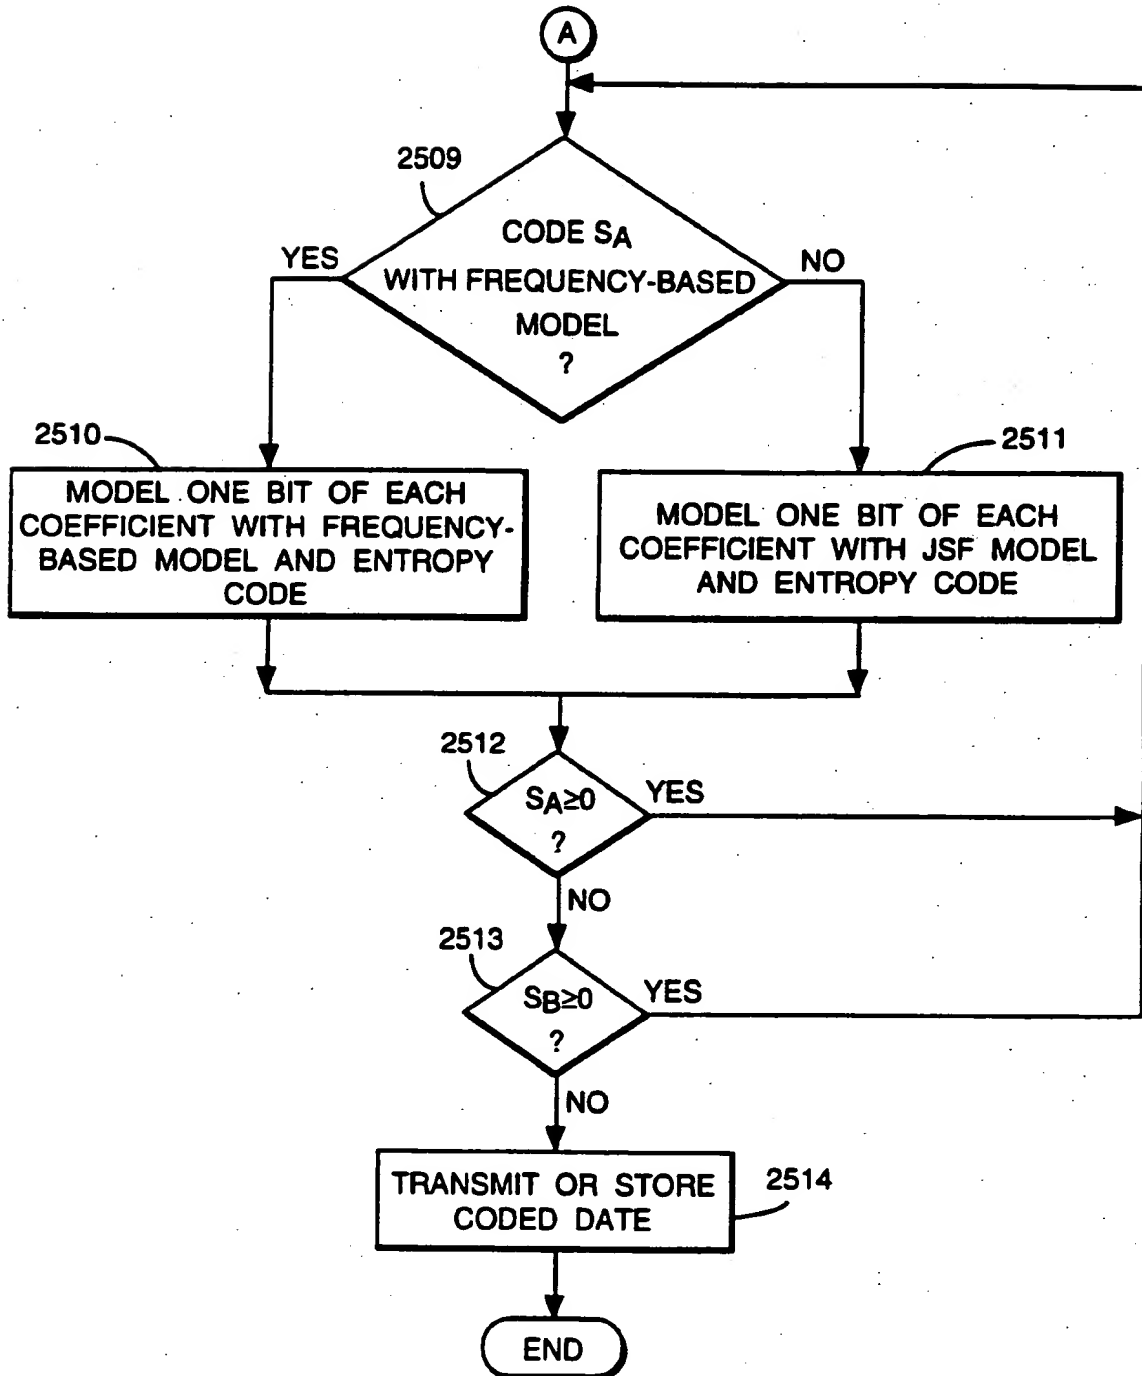 A
2509
CODE SA
YES
NO
WITH FREQUENCY-BASED
MODEL
?
2510
2511
MODEL ONE BIT OF EACH
COEFFICIENT WITH FREQUENCY-
BASED MODEL AND ENTROPY
CODE
MODEL ONE BIT OF EACH
COEFFICIENT WITH JSF MODEL
AND ENTROPY CODE
2512
SA≥0
?
YES
NO
2513
SB≥0
?
YES
NO
TRANSMIT OR STORE
CODED DATE
2514
END